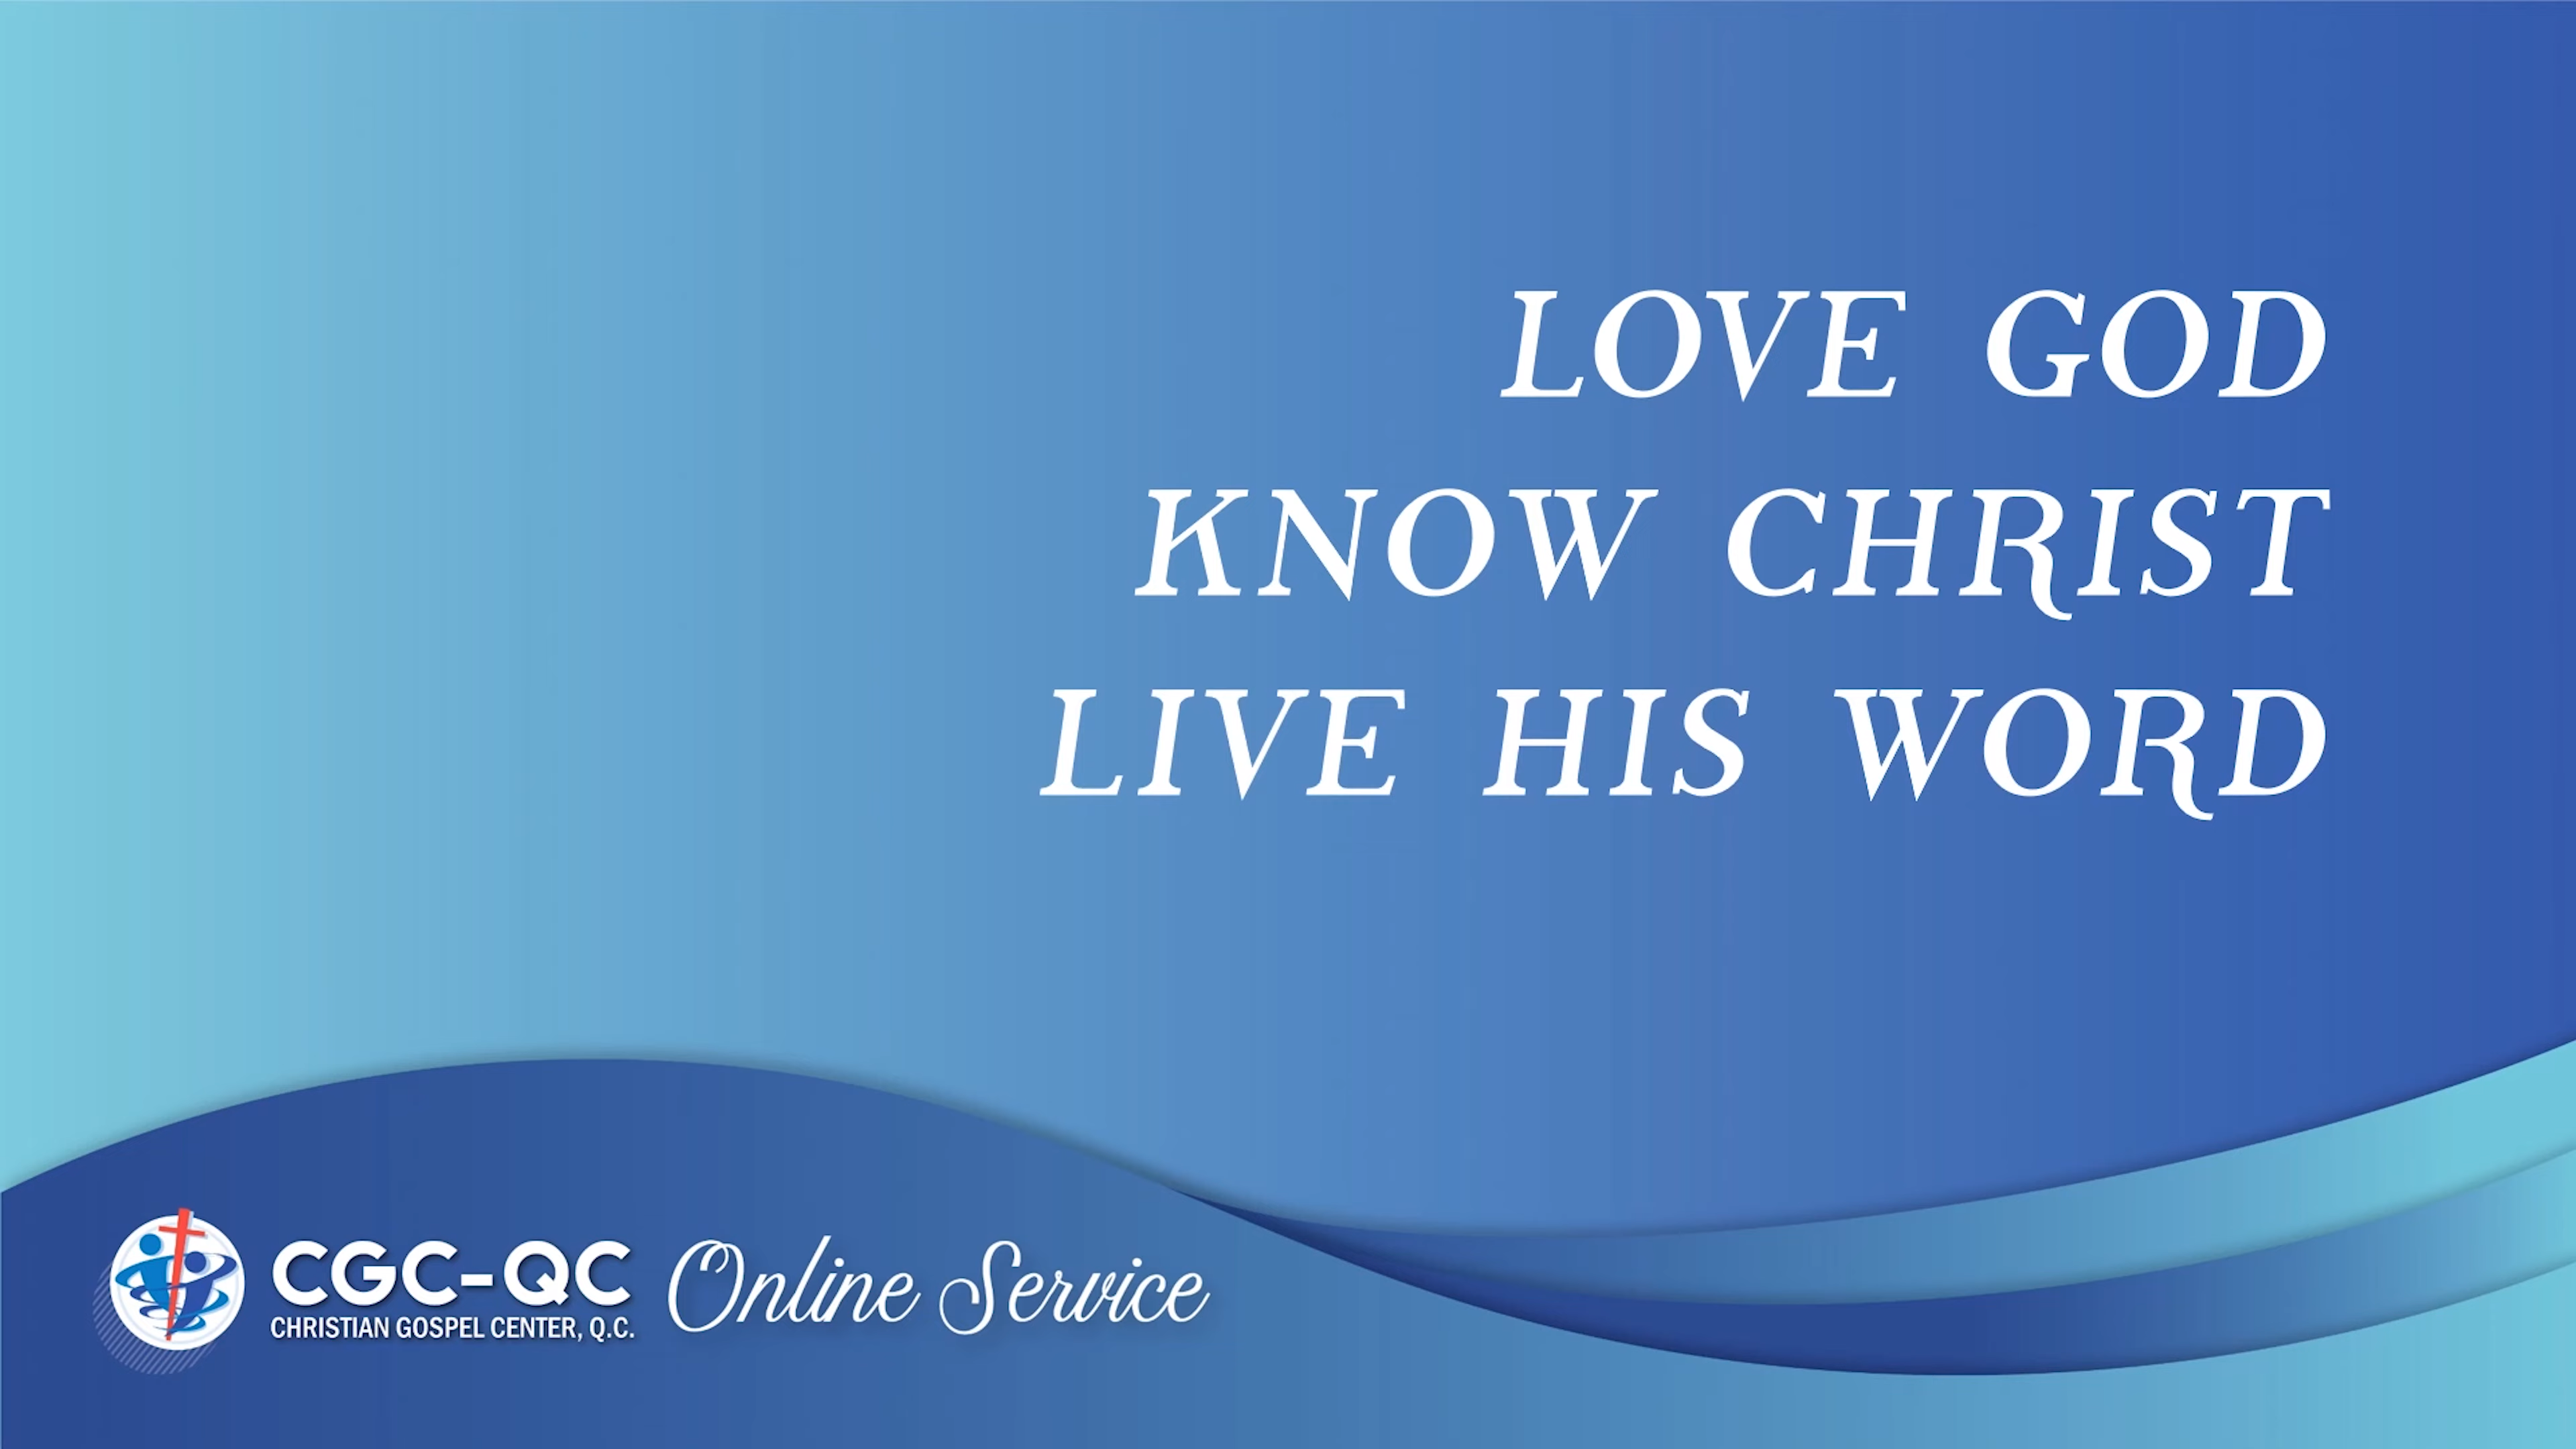 LOVE GOD
KNOW CHRIST
LIVE HIS WORD
CGC-QC
CHRISTIAN GOSPEL CENTER, Q.C.
Online Service